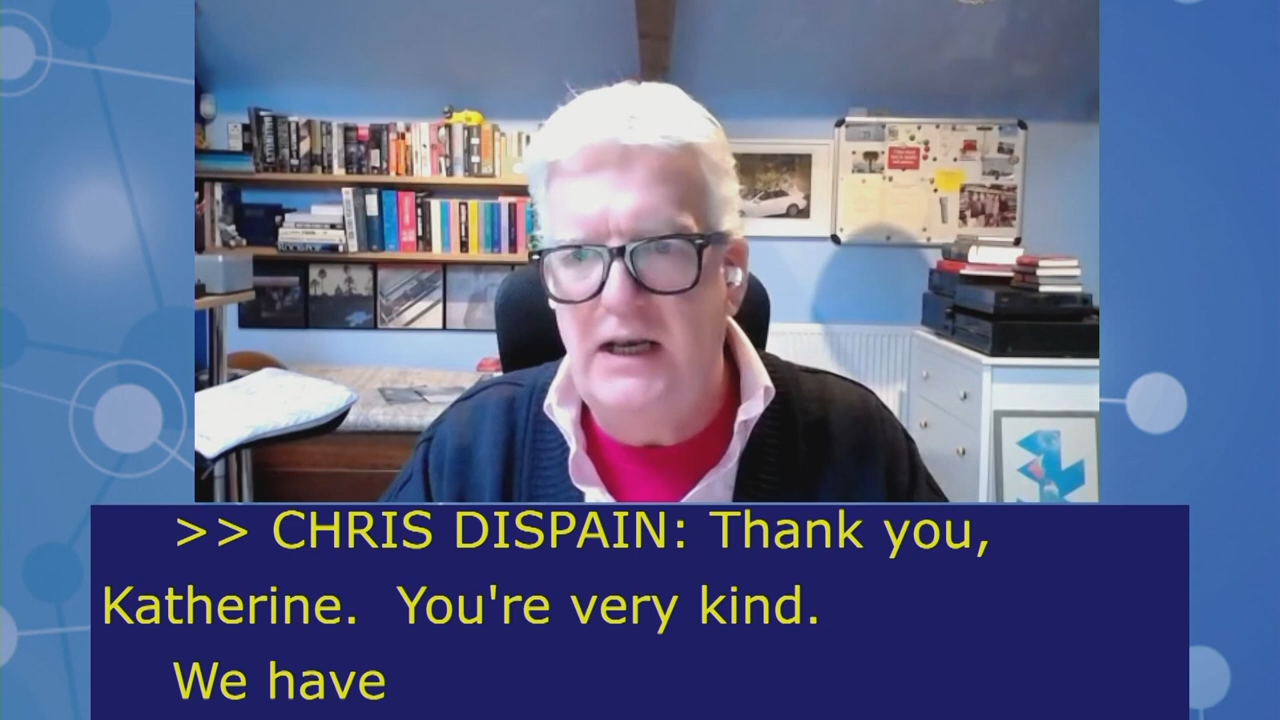 >> CHRIS DISPAIN: Thank you,
Katherine.  You're very kind.
We have